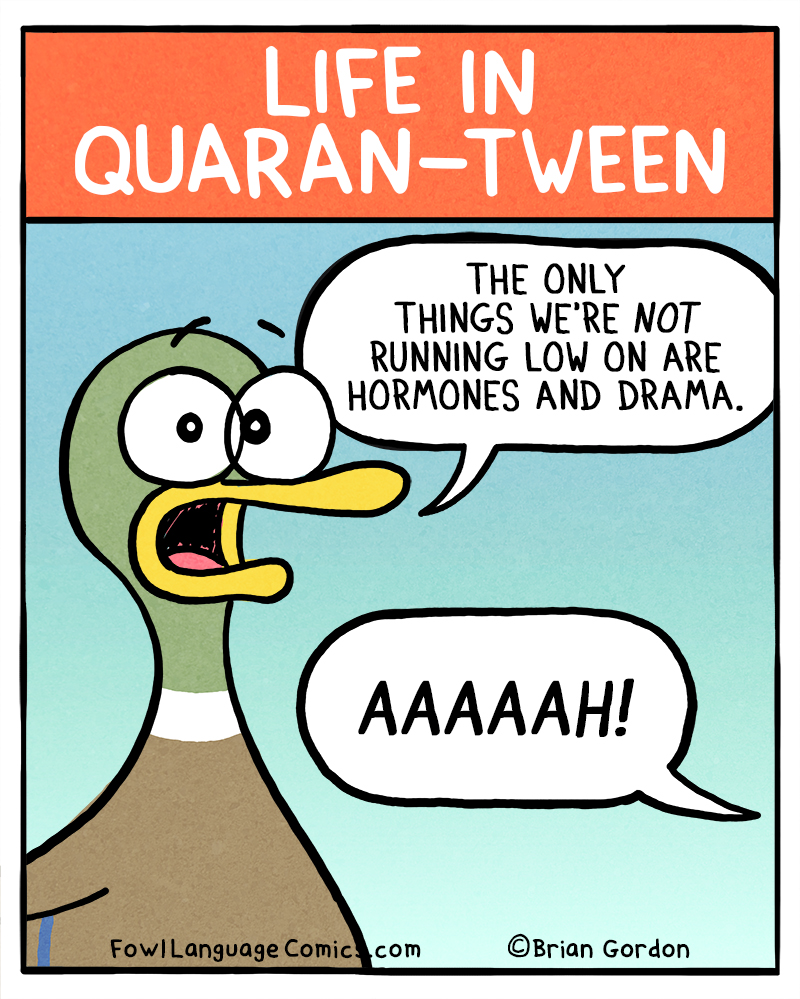 LIFE IN
QUARAN-TWEEN
THE ONLY
THINGS WE'RE NOT
RUNNING LOW ON ARE
HORMONES AND DRAMA.
AAAAAH!
FowlLanguageComics.com
©Brian Gordon